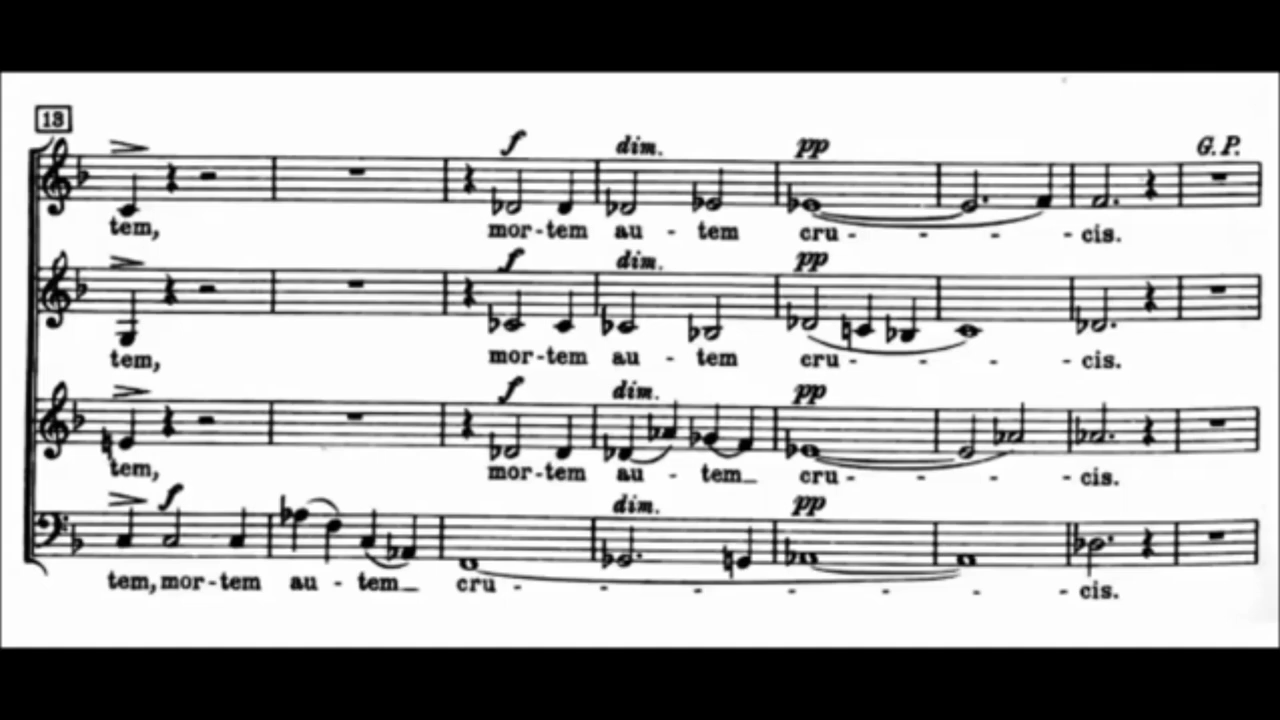 13
f dim. pp G. P.
tem, mor-tem au - tem cru - - - - cis.
f dim. pp
tem, mor-tem au - tem cru - - - - cis.
f dim. pp
tem, mor-tem au - tem_ cru - - - - cis.
f dim. pp
tem, mor-tem au - tem_ cru - - - - - - cis.